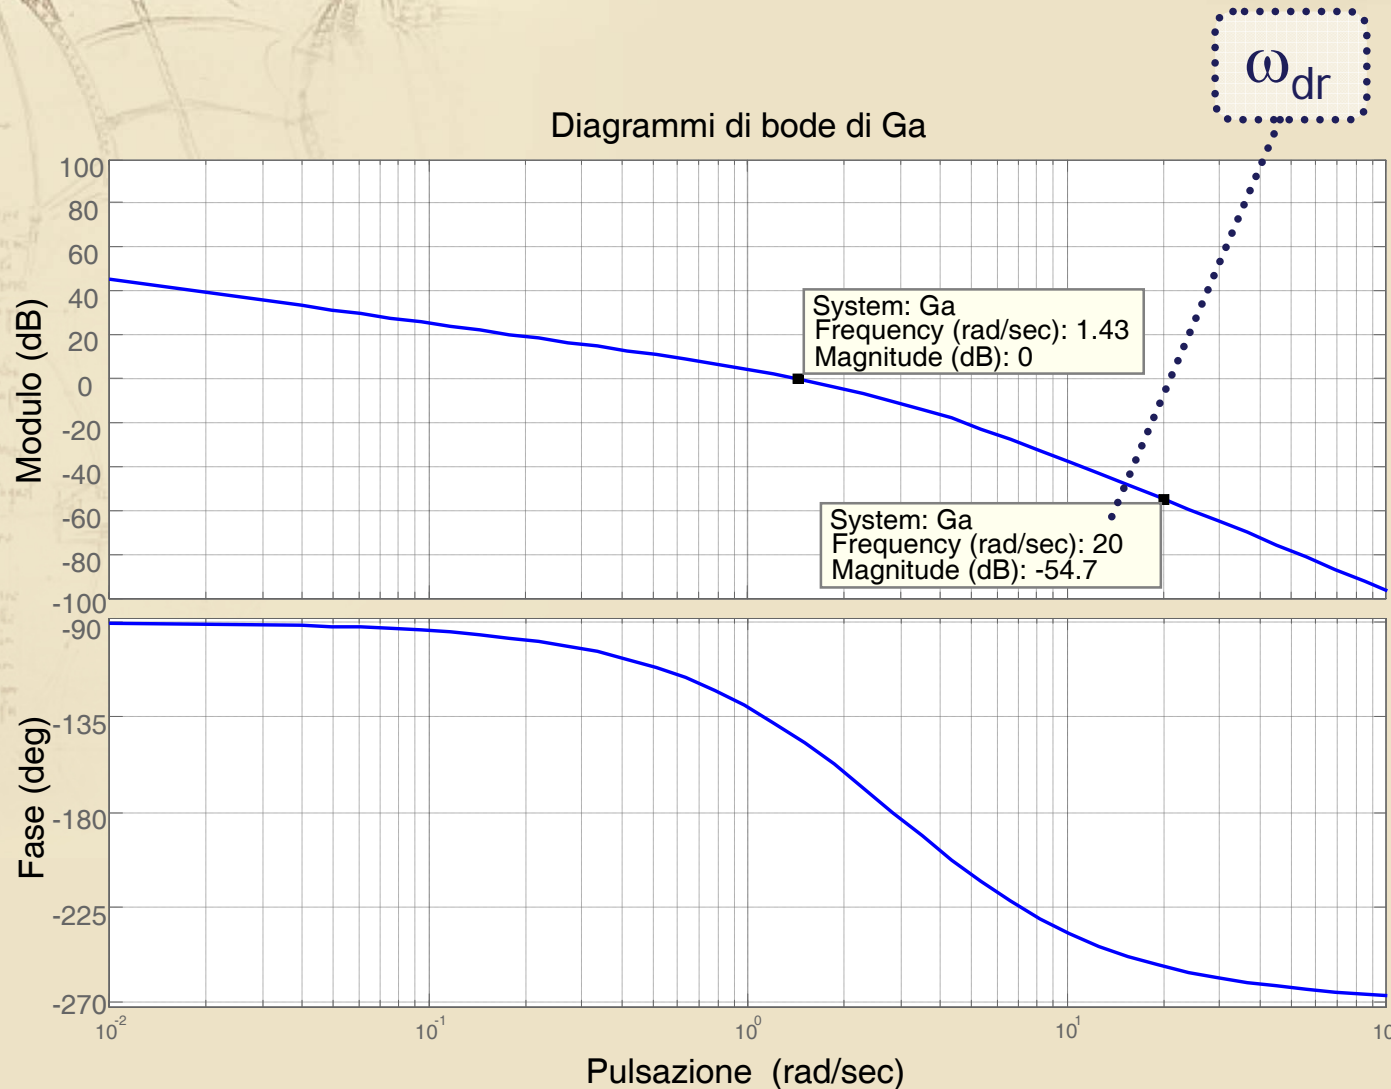 ωdr
Diagrammi di bode di Ga
100
80
60
40
20
0
-20
-40
-60
-80
-100
Modulo (dB)
System: Ga
Frequency (rad/sec): 1.43
Magnitude (dB): 0
System: Ga
Frequency (rad/sec): 20
Magnitude (dB): -54.7
-90
-135
-180
-225
-270
Fase (deg)
10^-2 10^-1 10^0 10^1 10
Pulsazione (rad/sec)